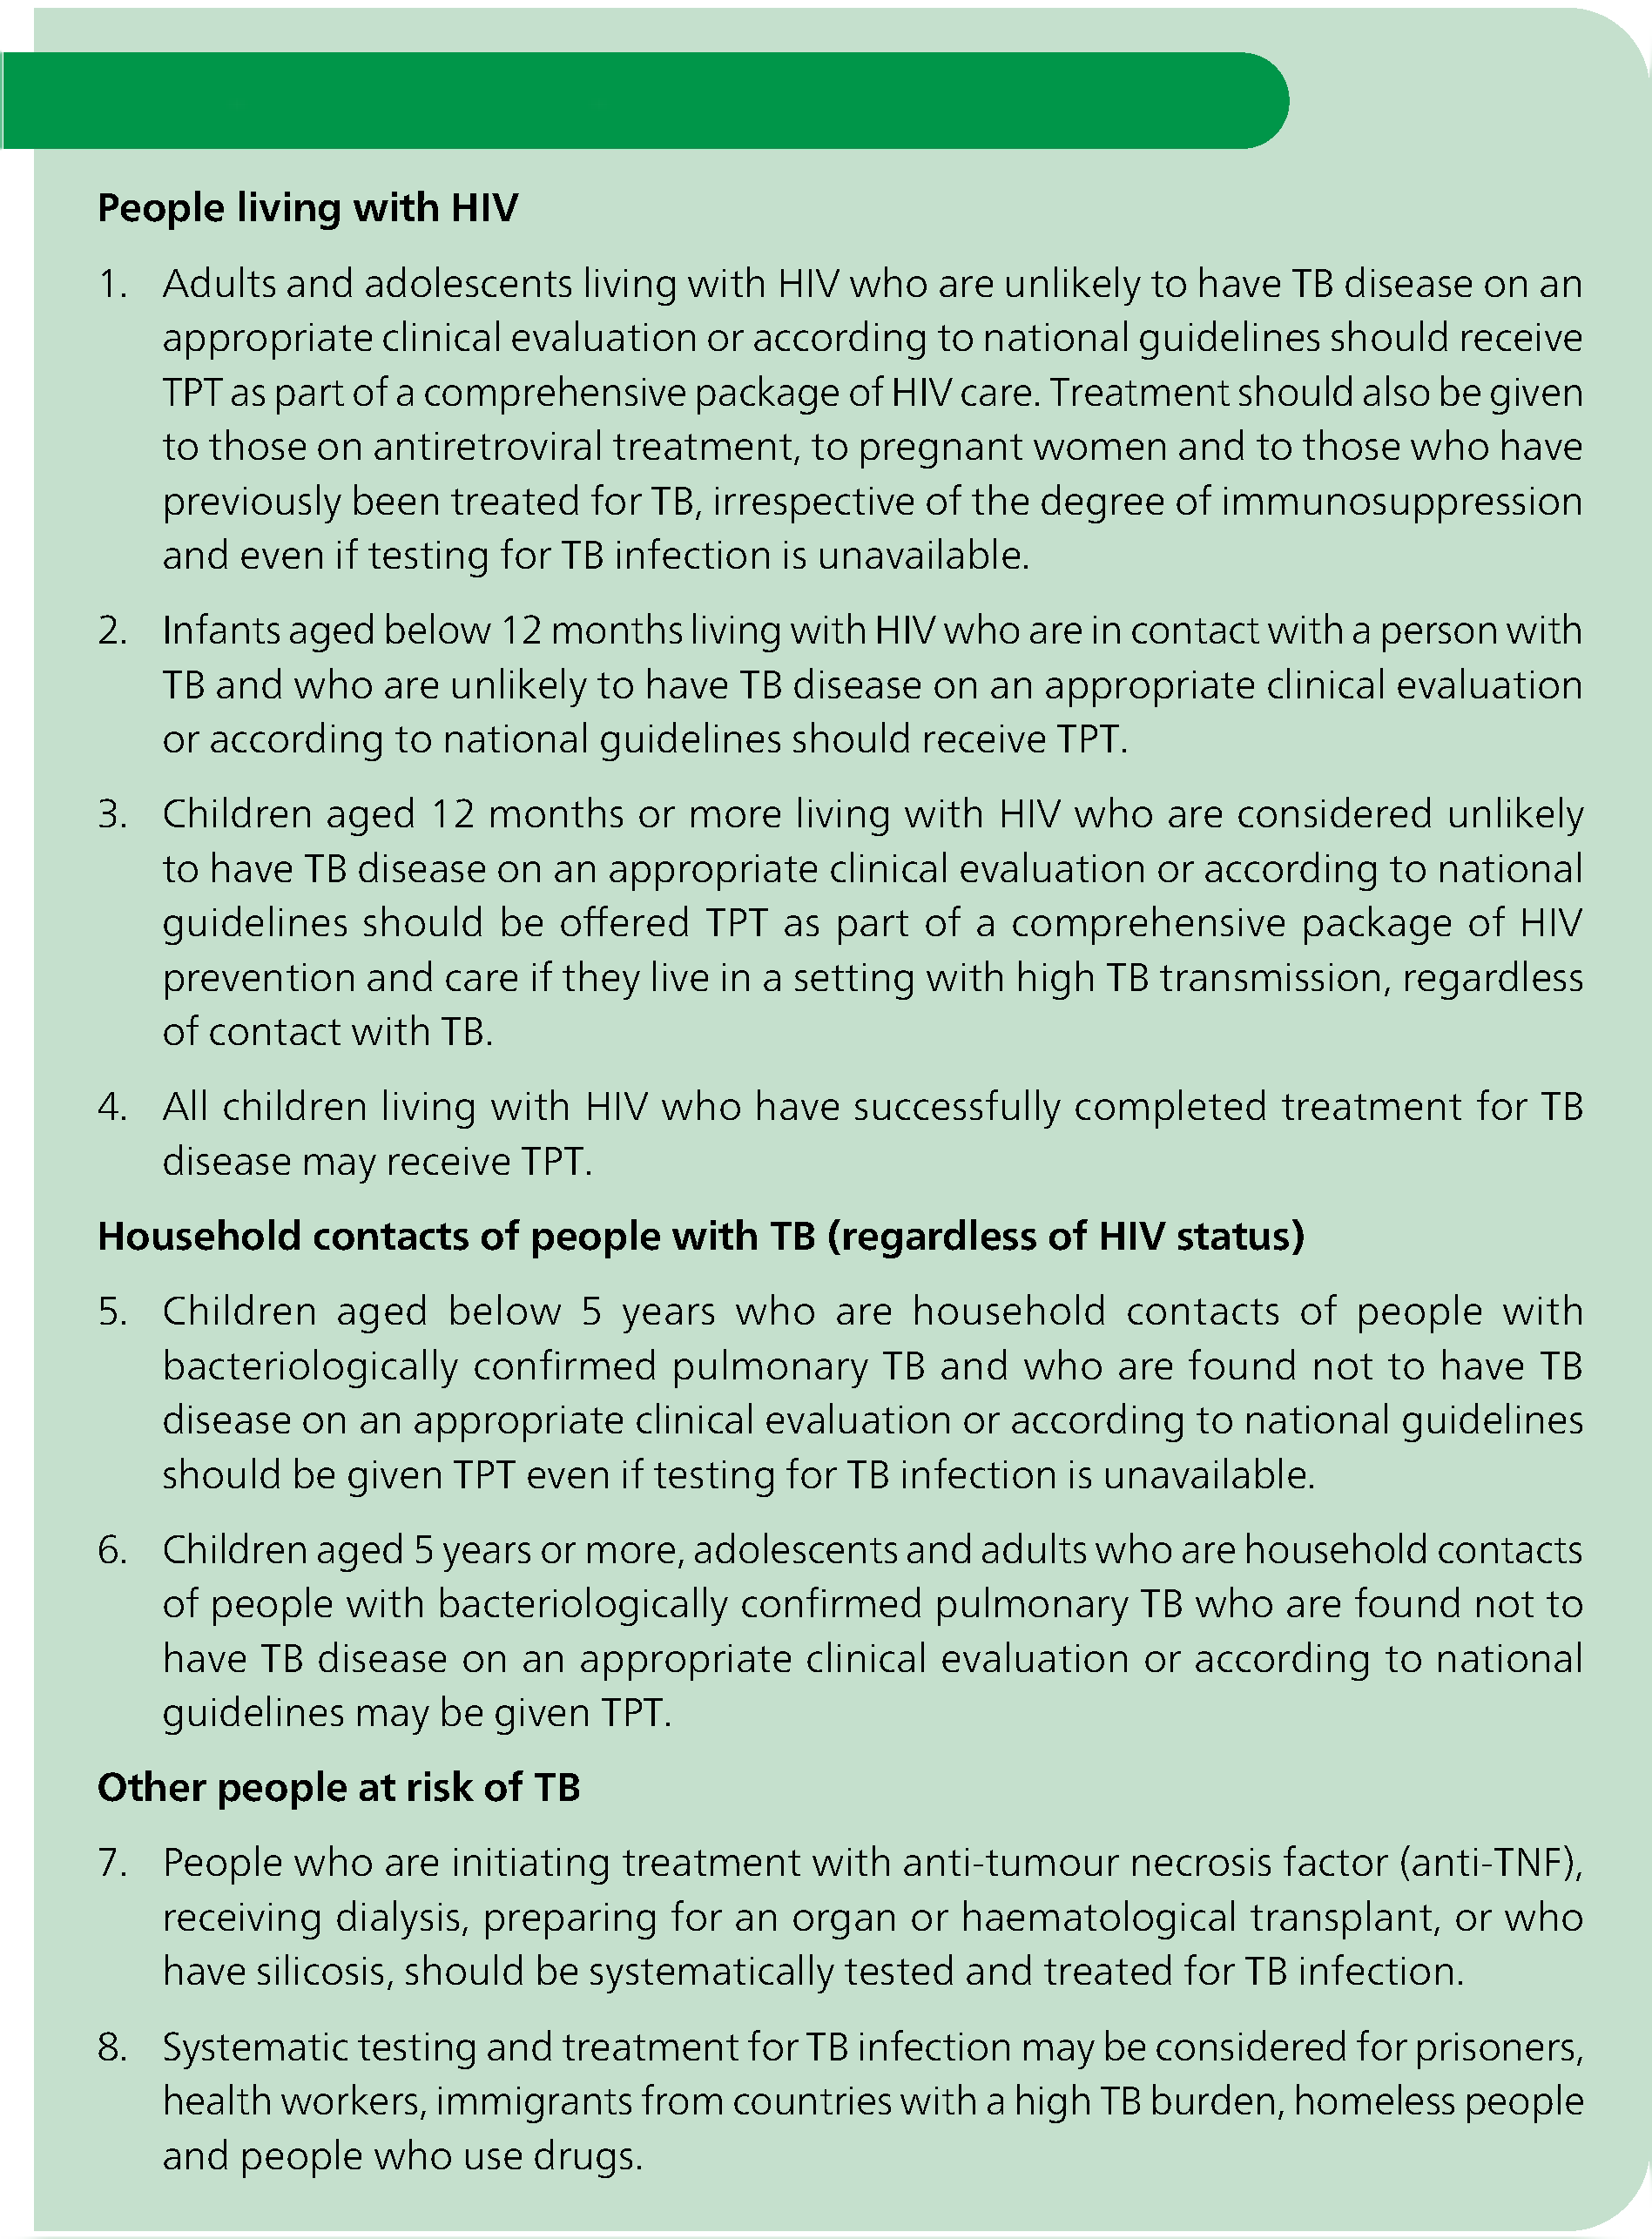 People living with HIV
1. Adults and adolescents living with HIV who are unlikely to have TB disease on an
appropriate clinical evaluation or according to national guidelines should receive
TPT as part of a comprehensive package of HIV care. Treatment should also be given
to those on antiretroviral treatment, to pregnant women and to those who have
previously been treated for TB, irrespective of the degree of immunosuppression
and even if testing for TB infection is unavailable.
2. Infants aged below 12 months living with HIV who are in contact with a person with
TB and who are unlikely to have TB disease on an appropriate clinical evaluation
or according to national guidelines should receive TPT.
3. Children aged 12 months or more living with HIV who are considered unlikely
to have TB disease on an appropriate clinical evaluation or according to national
guidelines should be offered TPT as part of a comprehensive package of HIV
prevention and care if they live in a setting with high TB transmission, regardless
of contact with TB.
4. All children living with HIV who have successfully completed treatment for TB
disease may receive TPT.
Household contacts of people with TB (regardless of HIV status)
5. Children aged below 5 years who are household contacts of people with
bacteriologically confirmed pulmonary TB and who are found not to have TB
disease on an appropriate clinical evaluation or according to national guidelines
should be given TPT even if testing for TB infection is unavailable.
6. Children aged 5 years or more, adolescents and adults who are household contacts
of people with bacteriologically confirmed pulmonary TB who are found not to
have TB disease on an appropriate clinical evaluation or according to national
guidelines may be given TPT.
Other people at risk of TB
7. People who are initiating treatment with anti-tumour necrosis factor (anti-TNF),
receiving dialysis, preparing for an organ or haematological transplant, or who
have silicosis, should be systematically tested and treated for TB infection.
8. Systematic testing and treatment for TB infection may be considered for prisoners,
health workers, immigrants from countries with a high TB burden, homeless people
and people who use drugs.